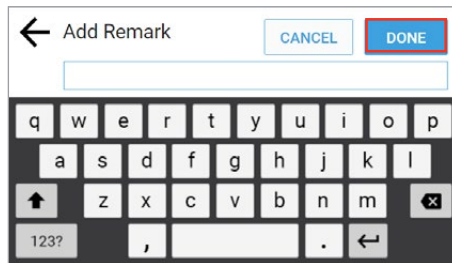 Add Remark CANCEL DONE
q w e r t y u i o p
a s d f g h j k l
z x c v b n m
123? , .